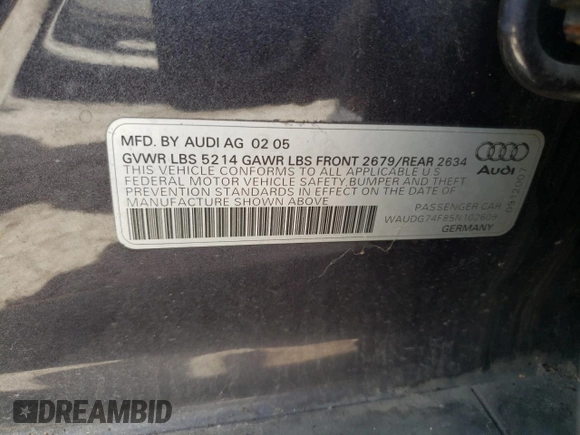 MFD. BY AUDI AG 02 05
GVWR LBS 5214 GAWR LBS FRONT 2679/REAR 2634
THIS VEHICLE CONFORMS TO ALL APPLICABLE U S
FEDERAL MOTOR VEHICLE SAFETY,BUMPER AND THEFT
PREVENTION STANDARDS IN EFFECT ON THE DATE OF
MANUFACTURE SHOWN ABOVE
Audi
PASSENGER CAR
GERMANY
DREAMBID